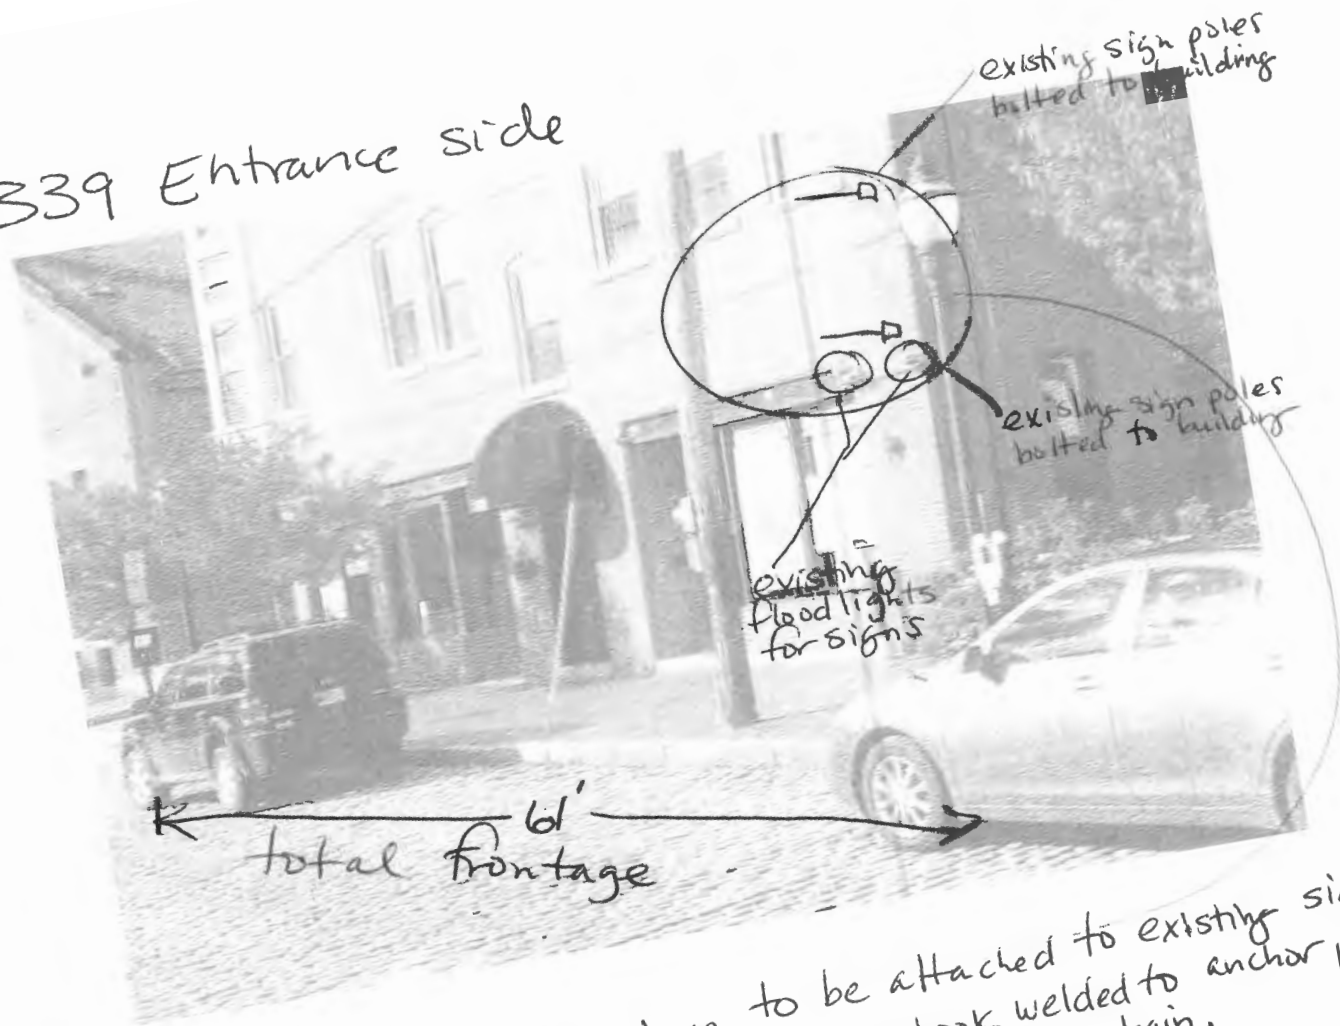 339 Entrance side
existing sign poles
bolted to building
existing sign poles
bolted to building
existing
flood lights
for signs
61'
total frontage
to be attached to existing
welded to anchor